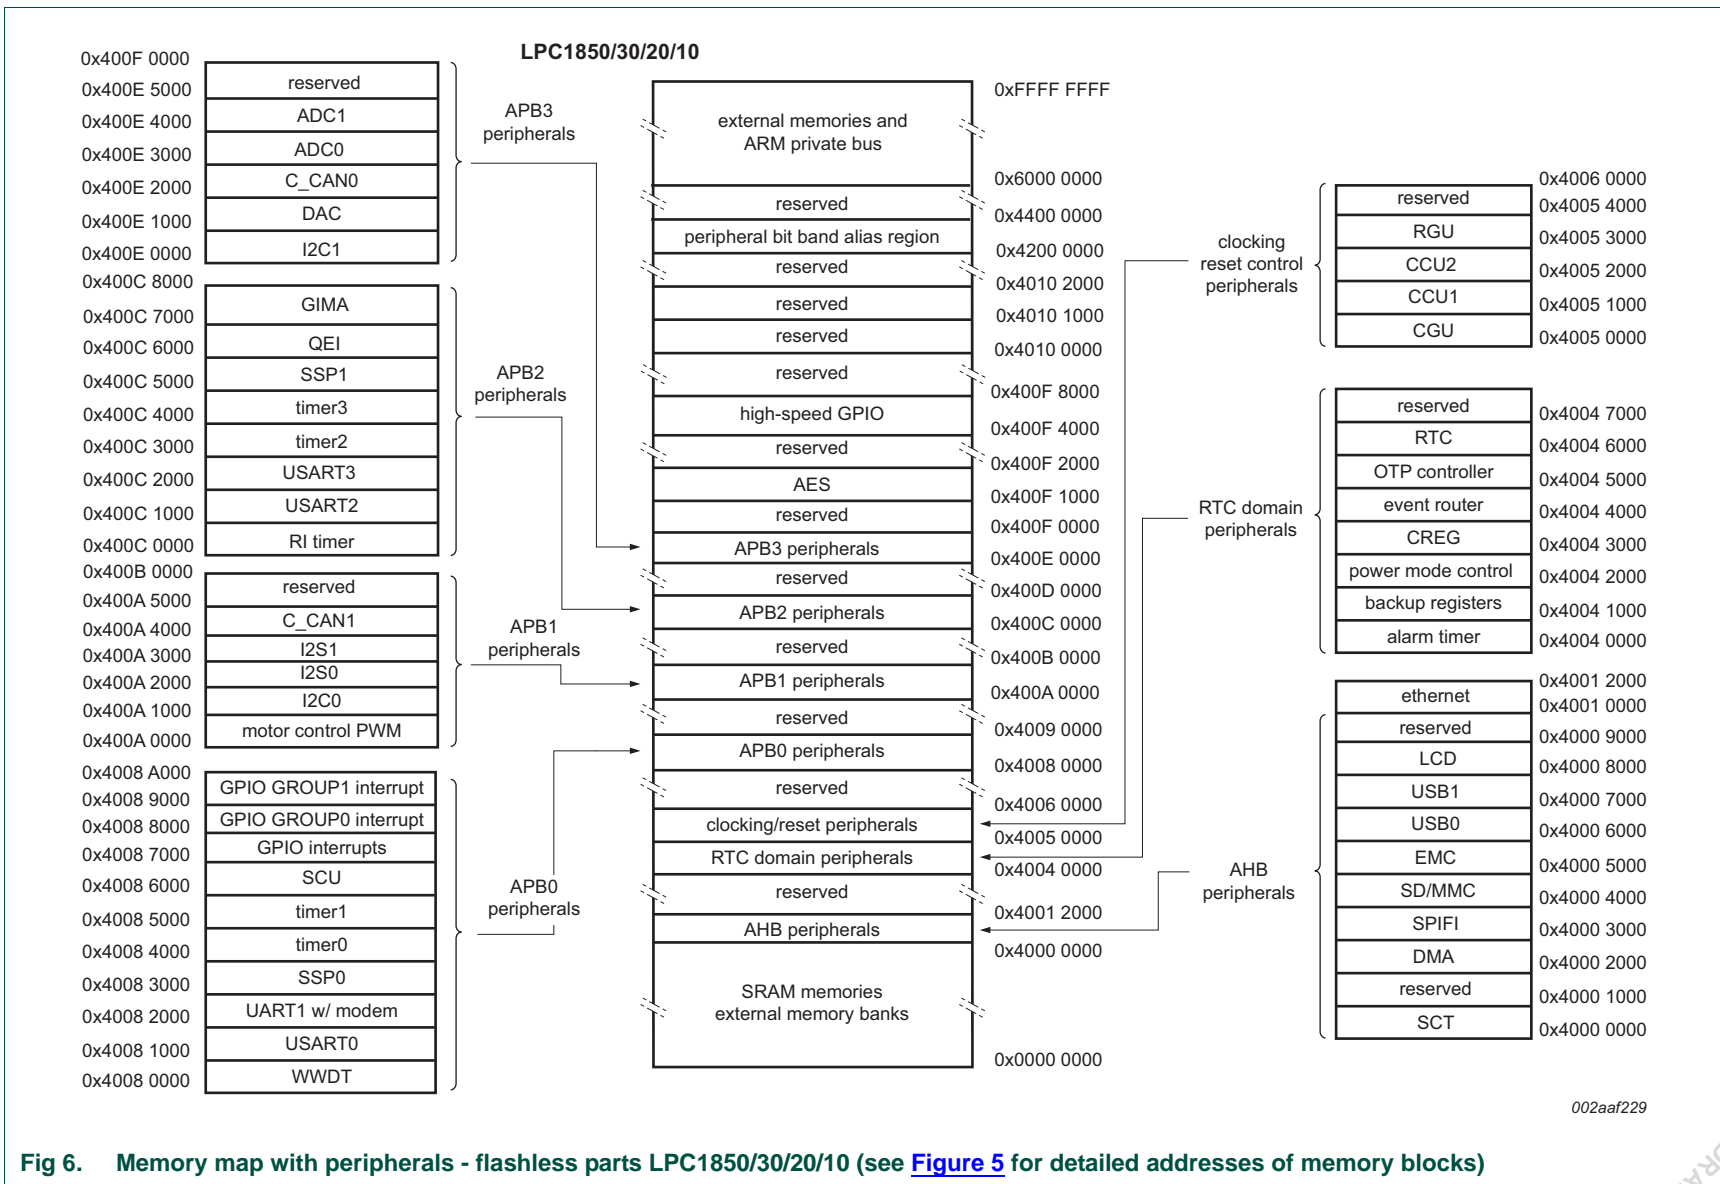 LPC1850/30/20/10
0x400F 0000
reserved
0x400E 5000
ADC1
0x400E 4000
ADC0
0x400E 3000
C_CAN0
0x400E 2000
DAC
0x400E 1000
I2C1
0x400E 0000
APB3
peripherals
0x400C 8000
GIMA
0x400C 7000
QEI
0x400C 6000
SSP1
0x400C 5000
timer3
0x400C 4000
timer2
0x400C 3000
USART3
0x400C 2000
USART2
0x400C 1000
RI timer
0x400C 0000
APB2
peripherals
0x400B 0000
reserved
0x400A 5000
C_CAN1
0x400A 4000
I2S1
0x400A 3000
I2S0
0x400A 2000
I2C0
0x400A 1000
motor control PWM
0x400A 0000
APB1
peripherals
0x4008 A000
GPIO GROUP1 interrupt
0x4008 9000
GPIO GROUP0 interrupt
0x4008 8000
GPIO interrupts
0x4008 7000
SCU
0x4008 6000
timer1
0x4008 5000
timer0
0x4008 4000
SSP0
0x4008 3000
UART1 w/ modem
0x4008 2000
USART0
0x4008 1000
WWDT
0x4008 0000
APB0
peripherals
0xFFFF FFFF
external memories and
ARM private bus
0x6000 0000
reserved
0x4400 0000
peripheral bit band alias region
0x4200 0000
reserved
0x4010 2000
reserved
0x4010 1000
reserved
0x4010 0000
reserved
0x400F 8000
high-speed GPIO
0x400F 4000
reserved
0x400F 2000
AES
0x400F 1000
reserved
0x400F 0000
APB3 peripherals
0x400E 0000
reserved
0x400D 0000
APB2 peripherals
0x400C 0000
reserved
0x400B 0000
APB1 peripherals
0x400A 0000
reserved
0x4009 0000
APB0 peripherals
0x4008 0000
reserved
0x4006 0000
clocking/reset peripherals
0x4005 0000
RTC domain peripherals
0x4004 0000
reserved
0x4001 2000
AHB peripherals
0x4000 0000
SRAM memories
external memory banks
0x0000 0000
clocking
reset control
peripherals
0x4006 0000
reserved
0x4005 4000
RGU
0x4005 3000
CCU2
0x4005 2000
CCU1
0x4005 1000
CGU
0x4005 0000
RTC domain
peripherals
reserved
0x4004 7000
RTC
0x4004 6000
OTP controller
0x4004 5000
event router
0x4004 4000
CREG
0x4004 3000
power mode control
0x4004 2000
backup registers
0x4004 1000
alarm timer
0x4004 0000
AHB
peripherals
0x4001 2000
ethernet
0x4001 0000
reserved
0x4000 9000
LCD
0x4000 8000
USB1
0x4000 7000
USB0
0x4000 6000
EMC
0x4000 5000
SD/MMC
0x4000 4000
SPIFI
0x4000 3000
DMA
0x4000 2000
reserved
0x4000 1000
SCT
0x4000 0000
002aaf229
Fig 6. Memory map with peripherals - flashless parts LPC1850/30/20/10 (see Figure 5 for detailed addresses of memory blocks)